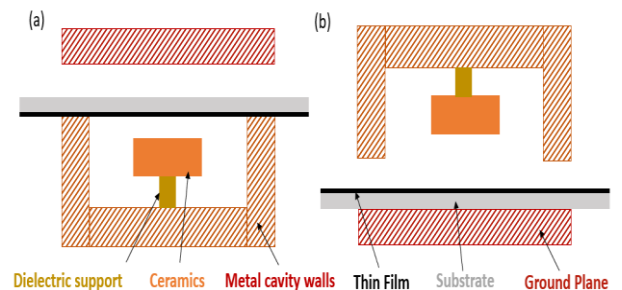 (a)
(b)
Dielectric support Ceramics Metal cavity walls Thin Film Substrate Ground Plane